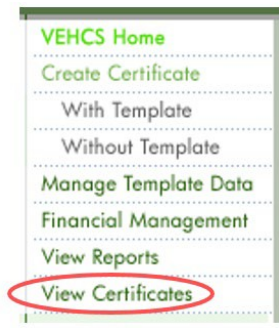 VEHCS Home
Create Certificate
With Template
Without Template
Manage Template Data
Financial Management
View Reports
View Certificates